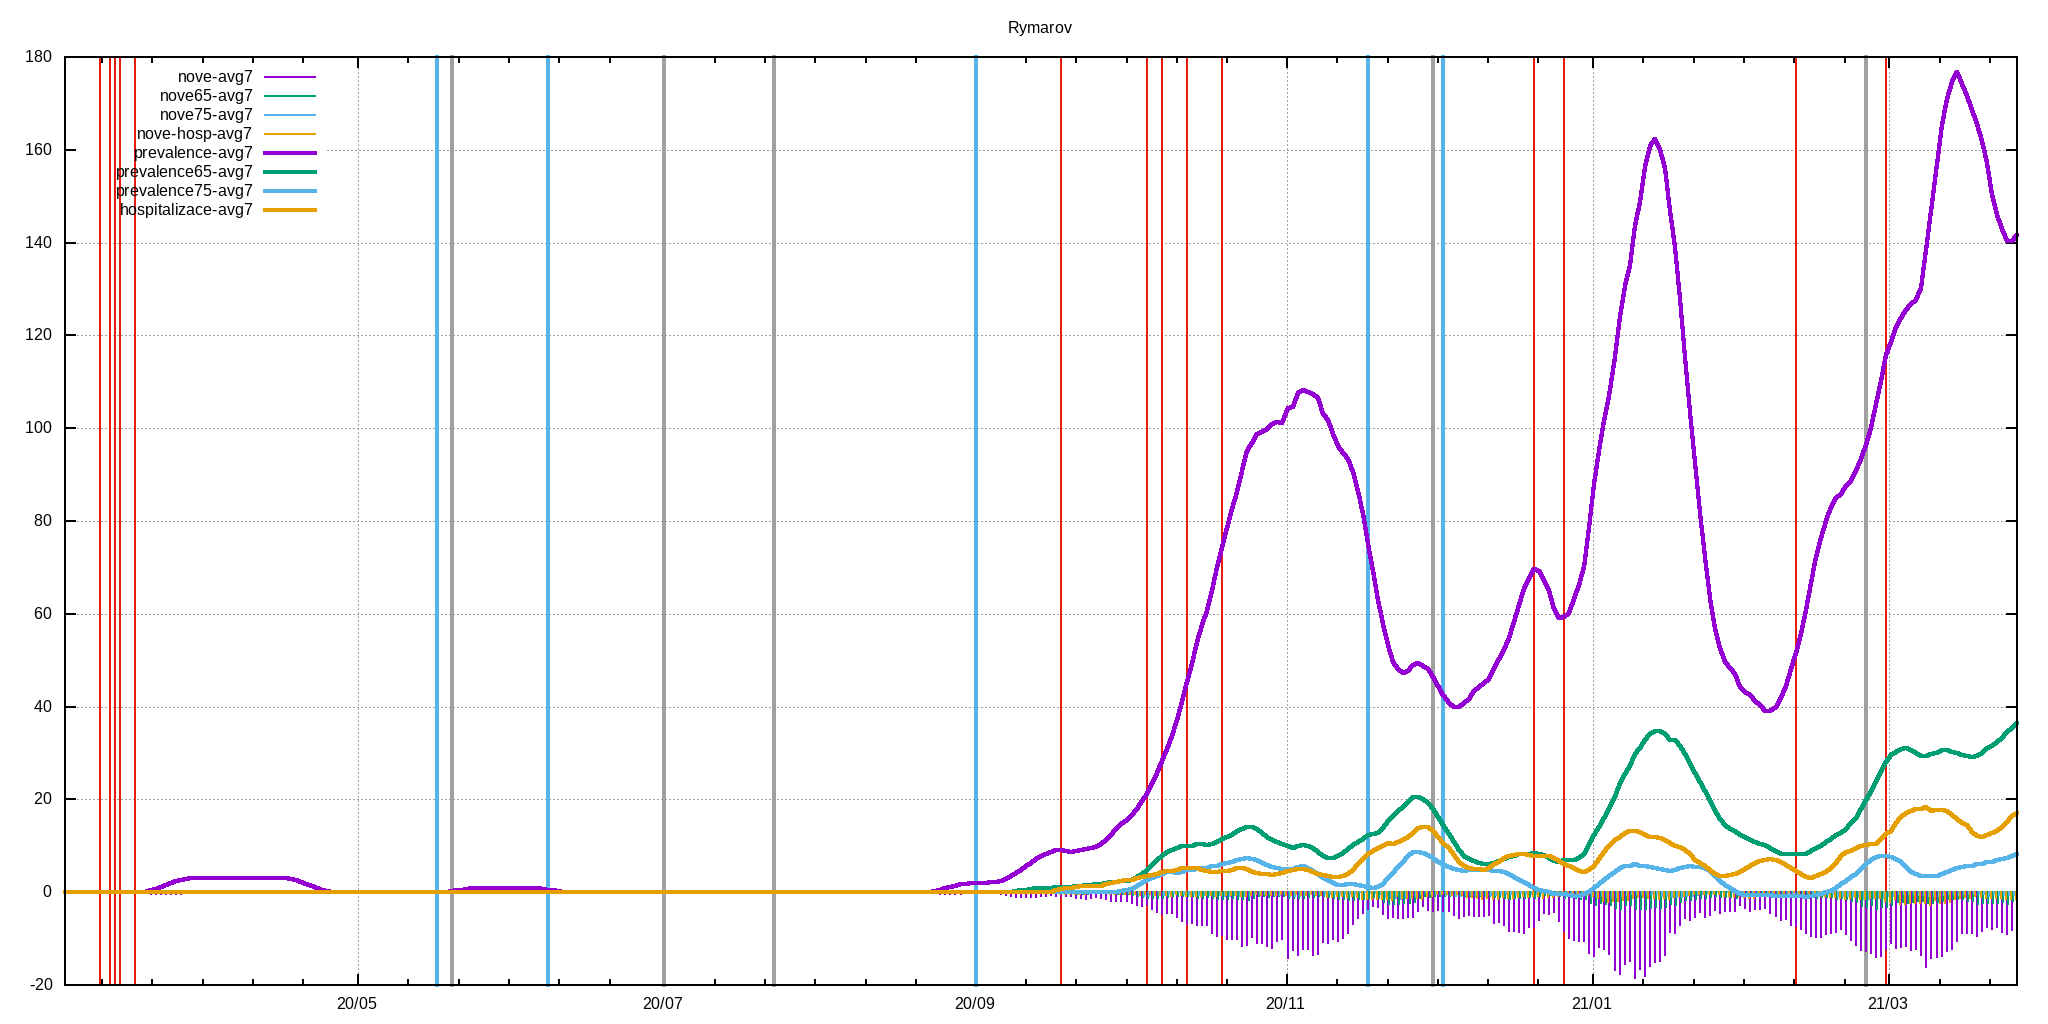 Rymarov
180
160
140
120
100
80
60
40
20
0
-20
nove-avg7
nove65-avg7
nove75-avg7
nove-hosp-avg7
prevalence-avg7
prevalence65-avg7
prevalence75-avg7
hospitalizace-avg7
20/05
20/07
20/09
20/11
21/01
21/03